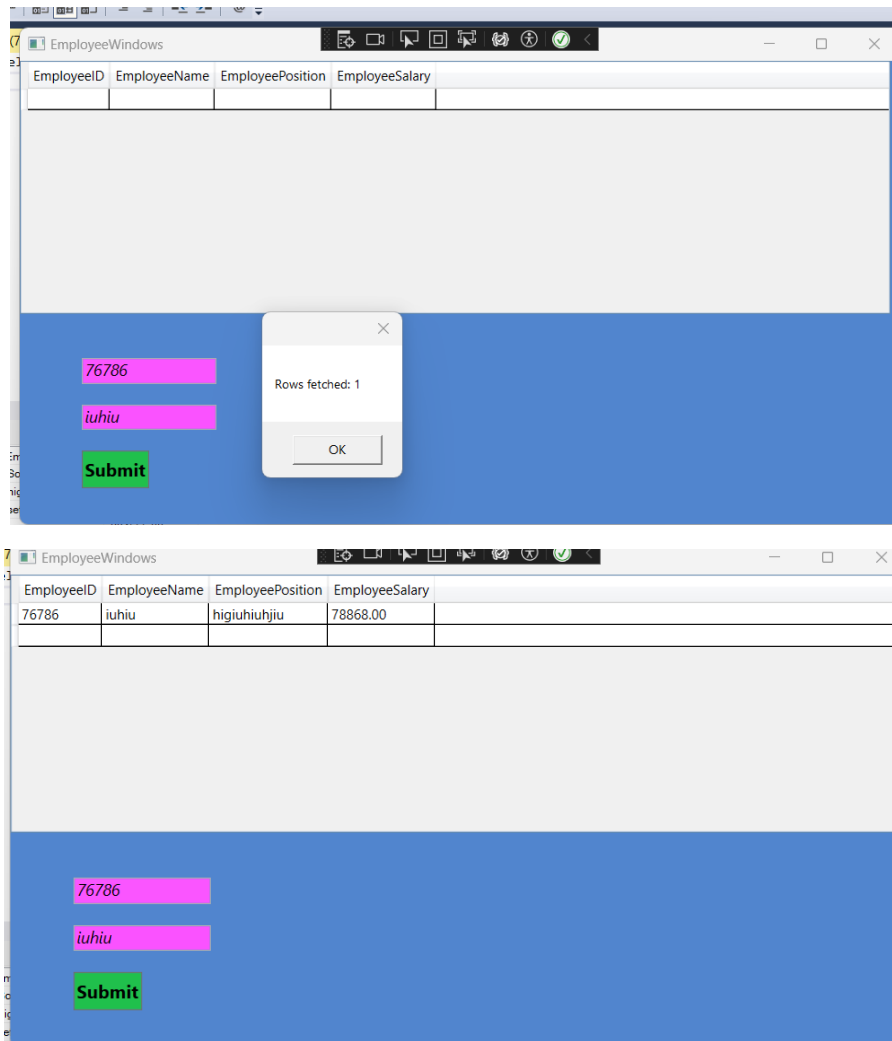 EmployeeWindows
EmployeeID EmployeeName EmployeePosition EmployeeSalary
76786
Rows fetched: 1
iuhiu
OK
Submit
EmployeeWindows
EmployeeID EmployeeName EmployeePosition EmployeeSalary
76786 iuhiu higiuhiuhjiu 78868.00
76786
iuhiu
Submit